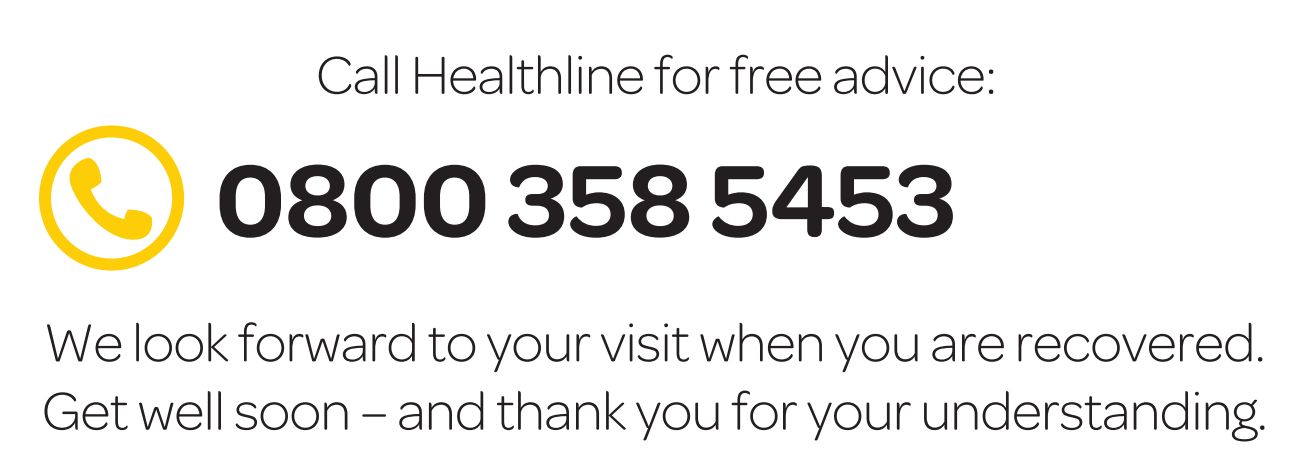 Call Healthline for free advice:
0800 358 5453
We look forward to your visit when you are recovered.
Get well soon – and thank you for your understanding.